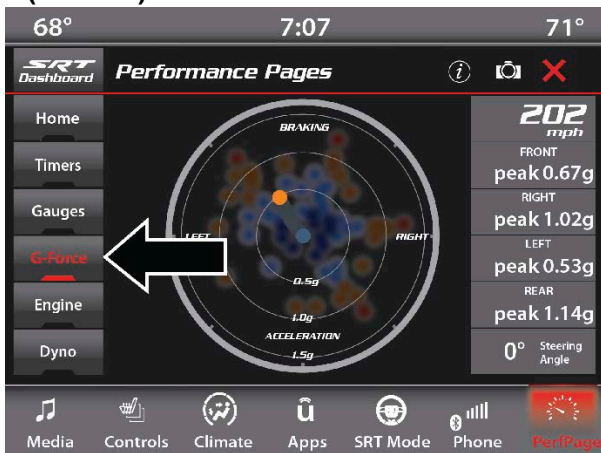 68° 7:07 71°
SRT
Dashboard
Performance Pages
i
Home
Timers
Gauges
G-Force
Engine
Dyno
BRAKING
LEFT
RIGHT
0.5g
1.0g
ACCELERATION
1.5g
202
mph
FRONT
peak 0.67g
RIGHT
peak 1.02g
LEFT
peak 0.53g
REAR
peak 1.14g
0° Steering
Angle
Media
Controls
Climate
Apps
SRT Mode
Phone
PerfPage